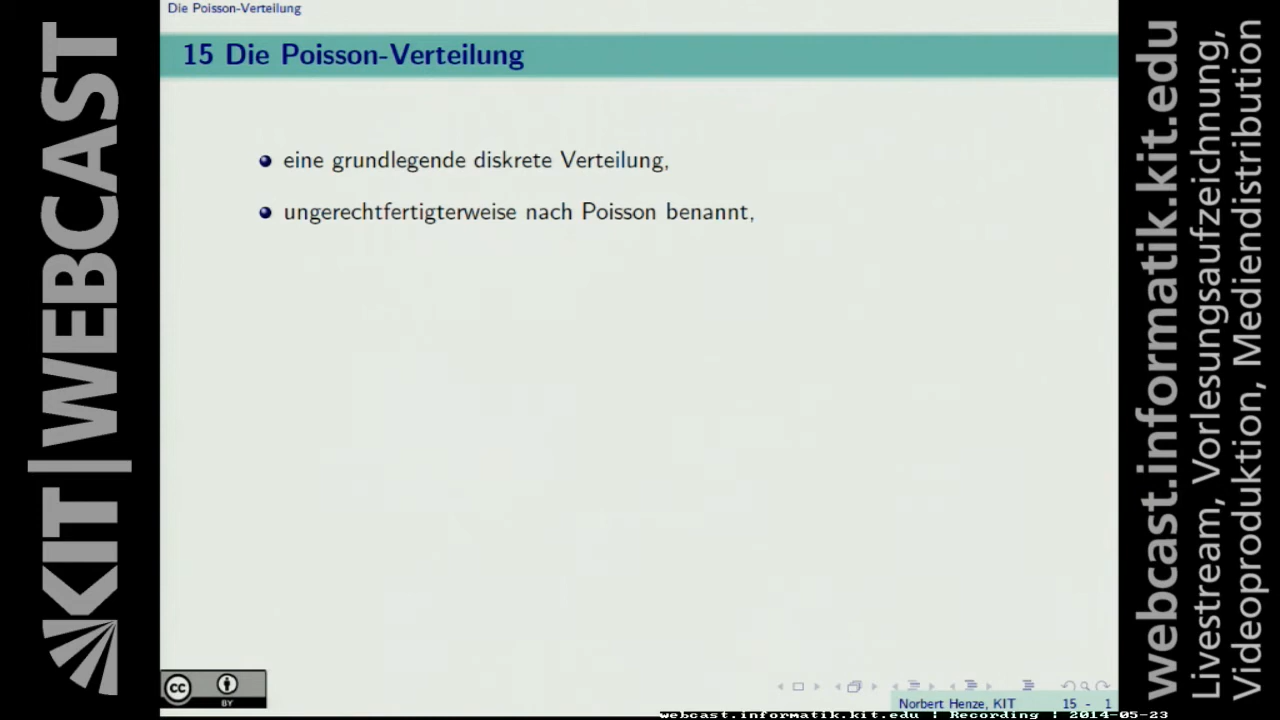 Die Poisson-Verteilung
15 Die Poisson-Verteilung
eine grundlegende diskrete Verteilung,
ungerechtfertigterweise nach Poisson benannt,
Norbert Henze, KIT 15 - 1
webcast.informatik.kit.edu | Recording | 2014-05-23
cc BY
KIT|WEBCAST
webcast.informatik.kit.edu
Livestream, Vorlesungsaufzeichnung,
Videoproduktion, Mediendistribution